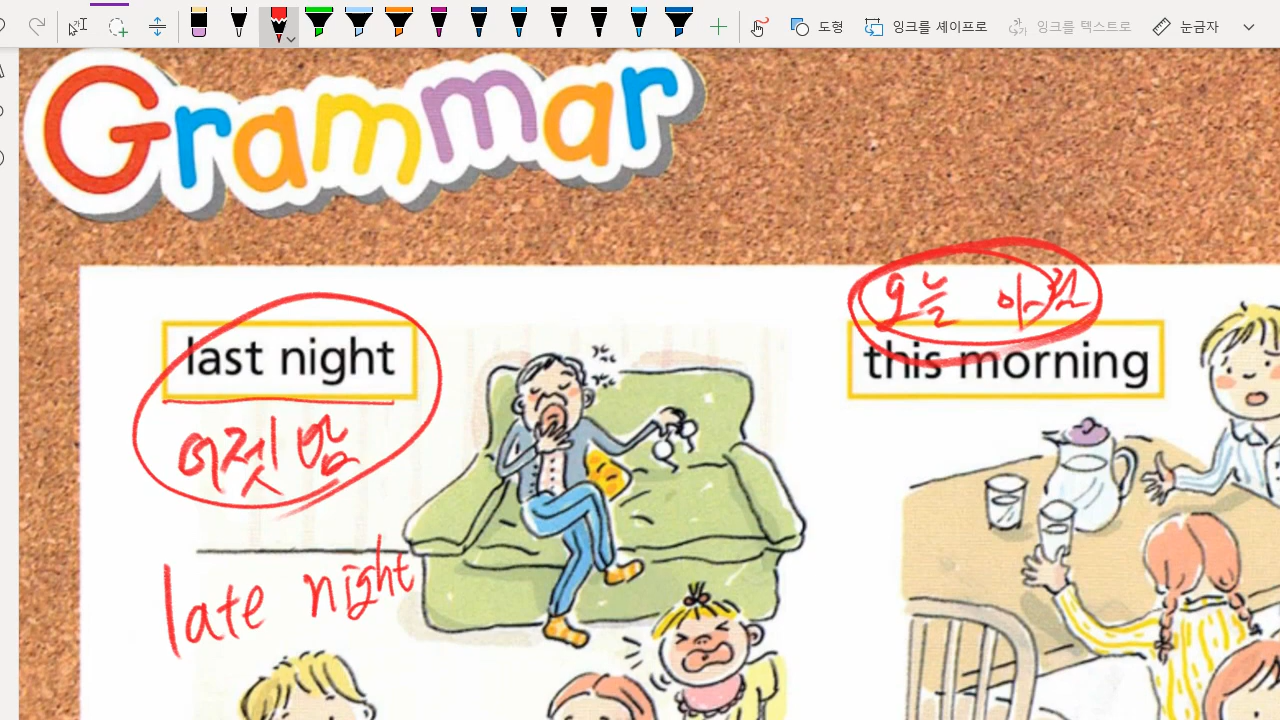 도형
잉크를 셰이프로
잉크를 텍스트로
눈금자
Grammar
오늘 아침
last night
this morning
어젯밤
late night